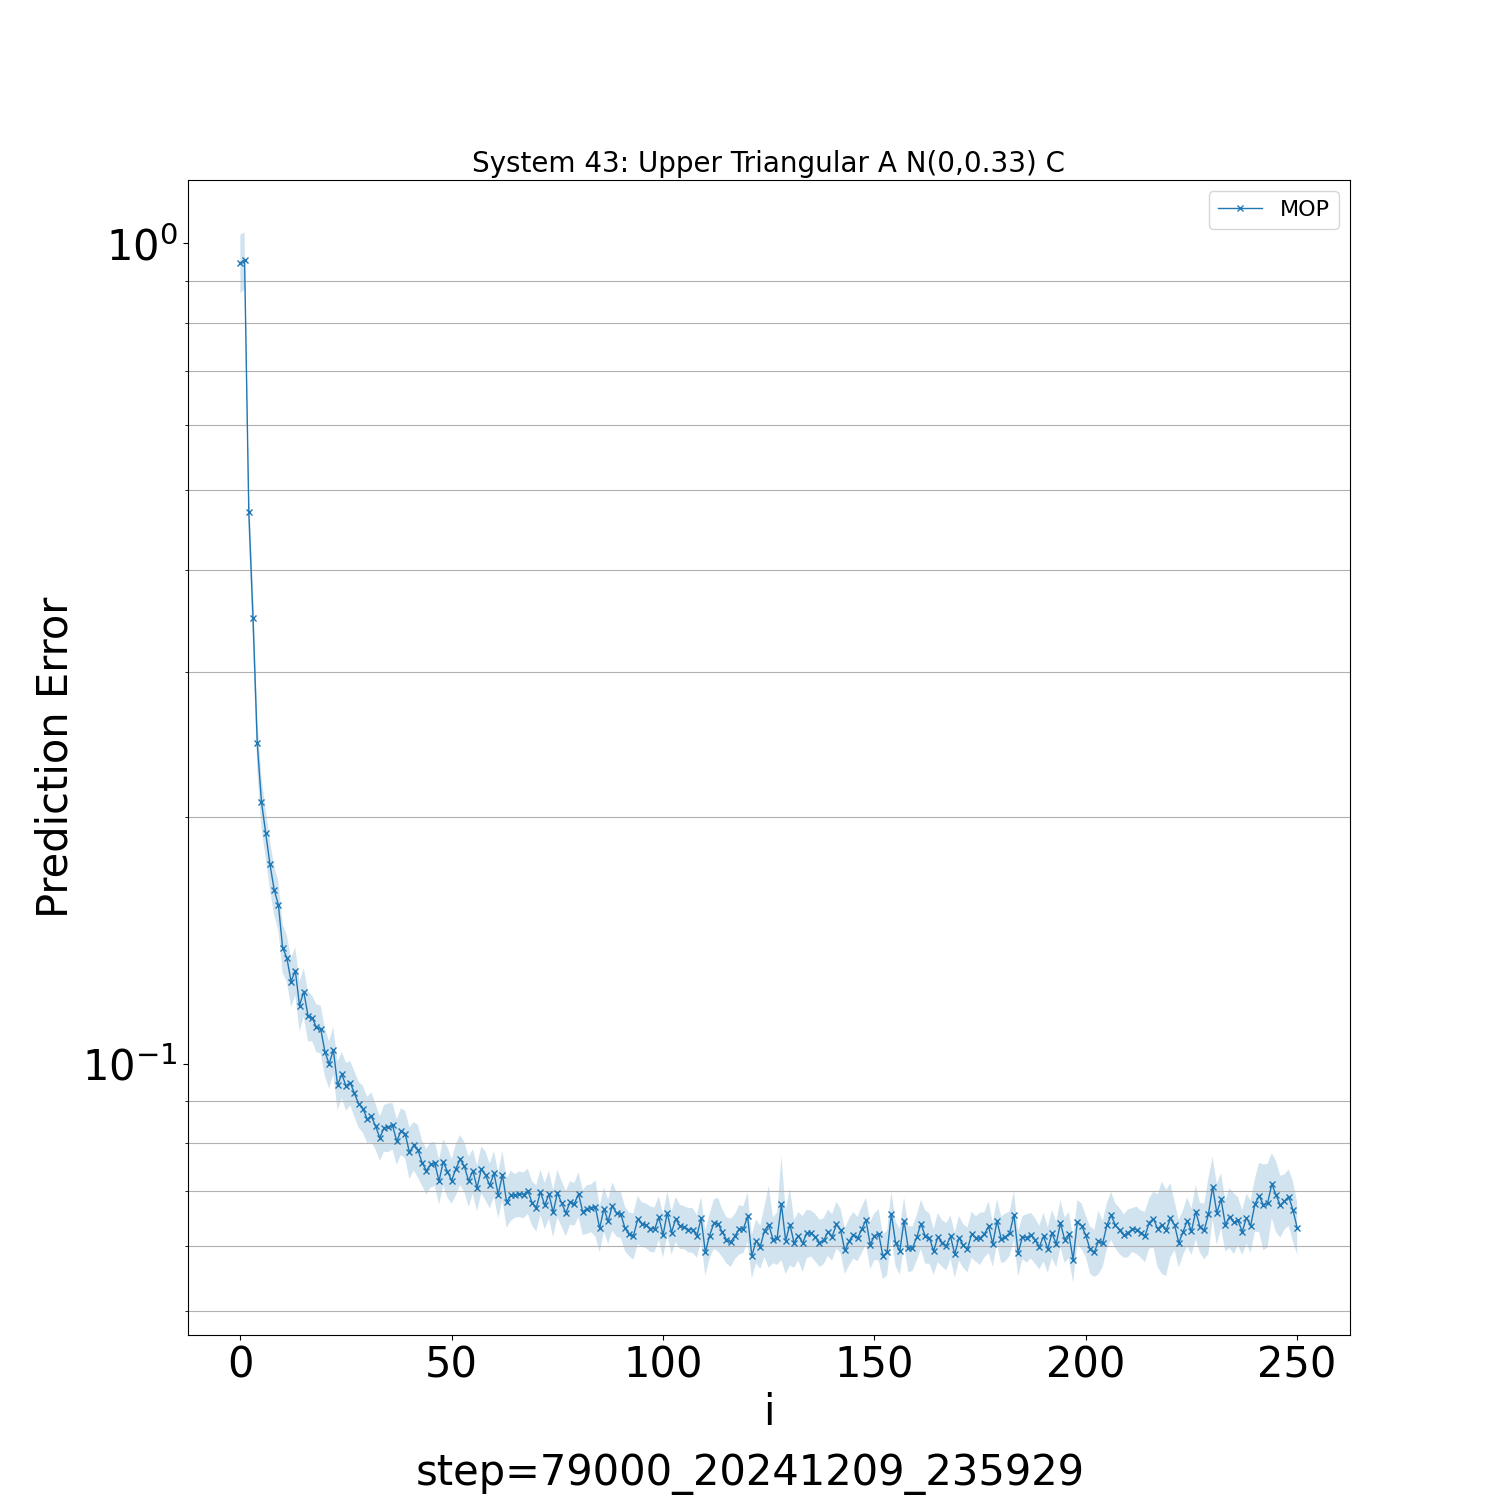 System 43: Upper Triangular A N(0,0.33) C
MOP
10⁰
10⁻¹
Prediction Error
0 50 100 150 200 250
i
step=79000_20241209_235929